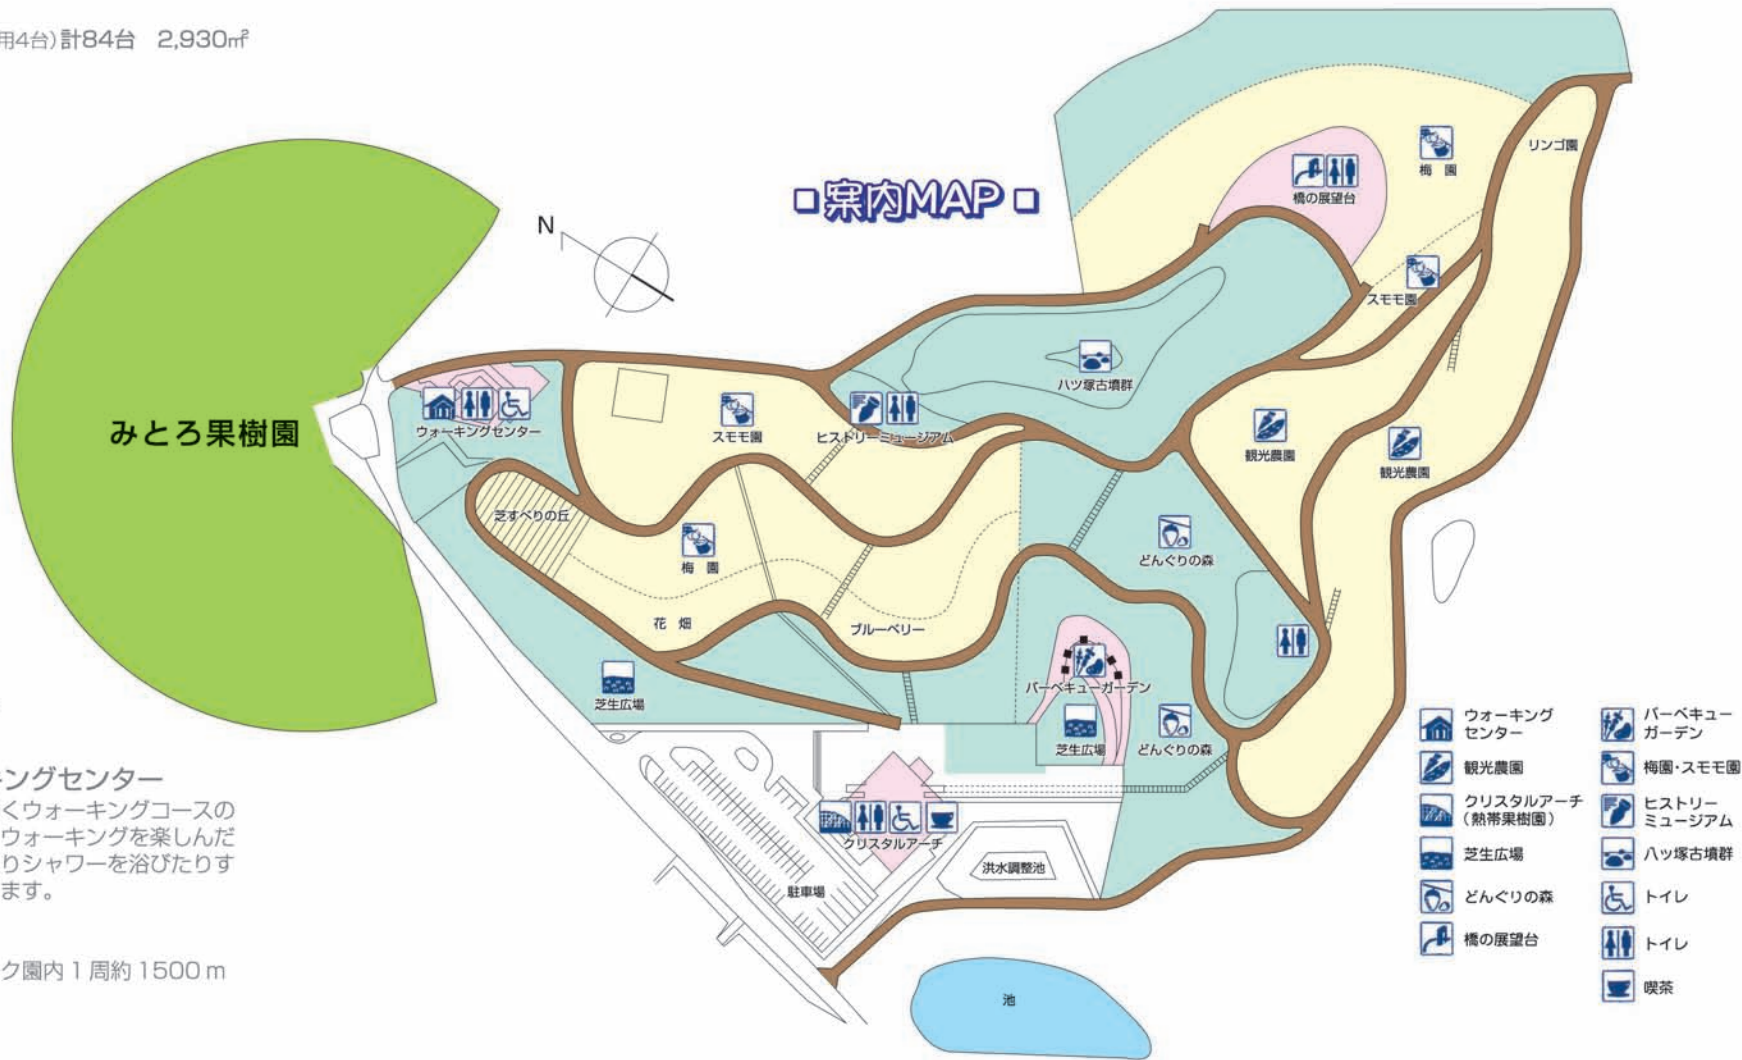 用4台)計84台　2,930㎡
案内MAP
N
みとろ果樹園
リンゴ園
梅　園
橋の展望台
スモモ園
八ツ塚古墳群
ウォーキングセンター
スモモ園
ヒストリーミュージアム
観光農園
観光農園
芝すべりの丘
梅　園
どんぐりの森
花　畑
ブルーベリー
バーベキューガーデン
芝生広場
芝生広場
どんぐりの森
クリスタルアーチ
洪水調整池
駐車場
池
キングセンター
くウォーキングコースの
ウォーキングを楽しんだ
りシャワーを浴びたりす
ます。
ク園内１周約1500ｍ
ウォーキング
センター
観光農園
クリスタルアーチ
（熱帯果樹園）
芝生広場
どんぐりの森
橋の展望台
バーベキュー
ガーデン
梅園・スモモ園
ヒストリー
ミュージアム
八ッ塚古墳群
トイレ
トイレ
喫茶